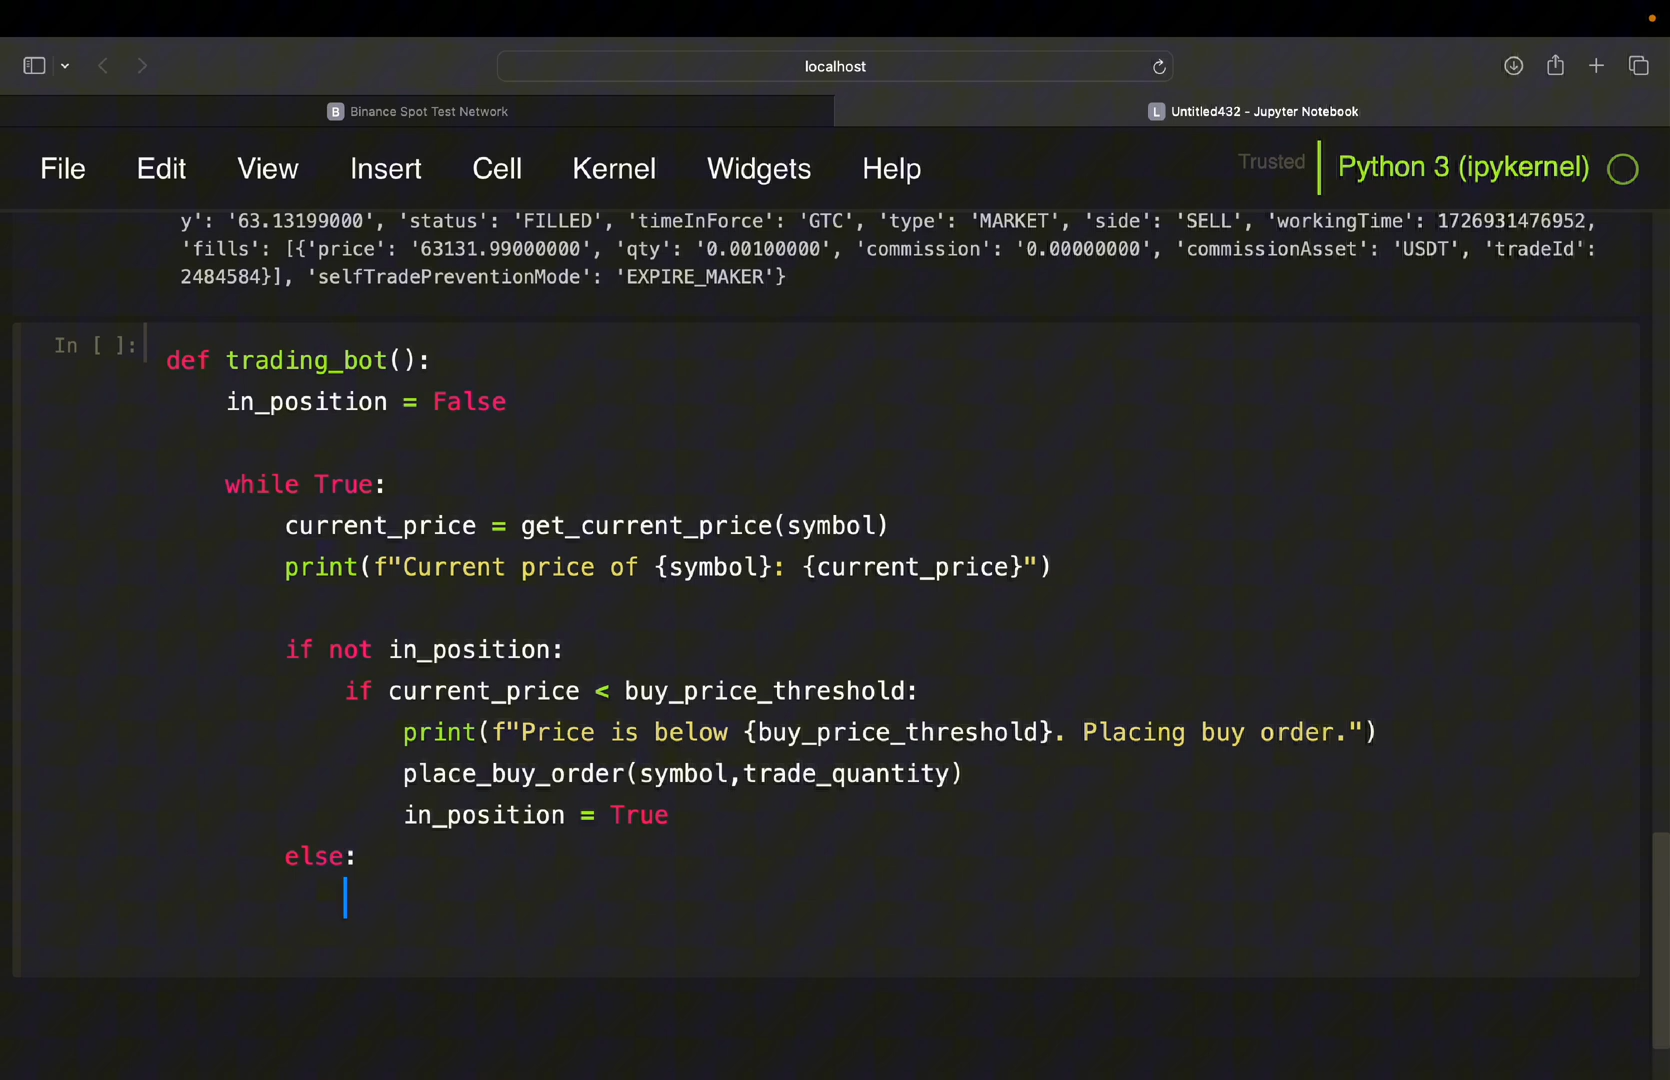 localhost
B Binance Spot Test Network
L Untitled432 - Jupyter Notebook
File Edit View Insert Cell Kernel Widgets Help Trusted Python 3 (ipykernel)
y': '63.13199000', 'status': 'FILLED', 'timeInForce': 'GTC', 'type': 'MARKET', 'side': 'SELL', 'workingTime': 1726931476952,
'fills': [{'price': '63131.99000000', 'qty': '0.00100000', 'commission': '0.00000000', 'commissionAsset': 'USDT', 'tradeId':
2484584}], 'selfTradePreventionMode': 'EXPIRE_MAKER'}
In [ ]:
def trading_bot():
    in_position = False
    while True:
        current_price = get_current_price(symbol)
        print(f"Current price of {symbol}: {current_price}")
        if not in_position:
            if current_price < buy_price_threshold:
                print(f"Price is below {buy_price_threshold}. Placing buy order.")
                place_buy_order(symbol,trade_quantity)
                in_position = True
        else: